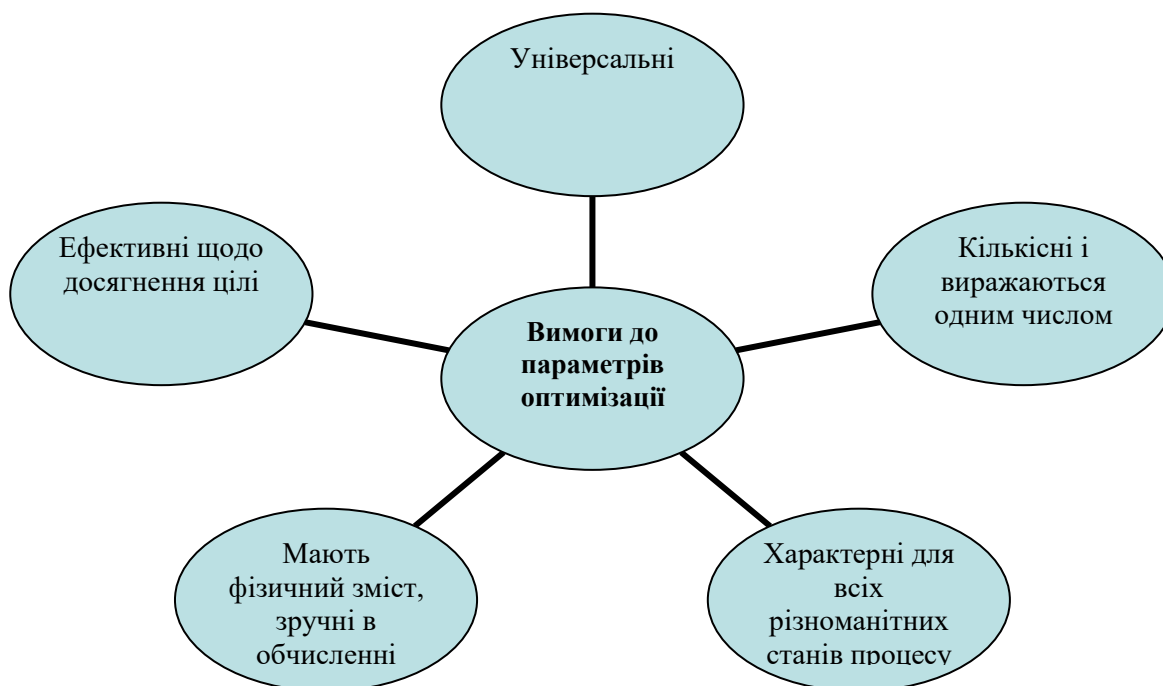 Універсальні
Ефективні щодо
досягнення цілі
Кількісні і
виражаються
одним числом
Вимоги до
параметрів
оптимізації
Мають
фізичний зміст,
зручні в
обчисленні
Характерні для
всіх
різноманітних
станів процесу